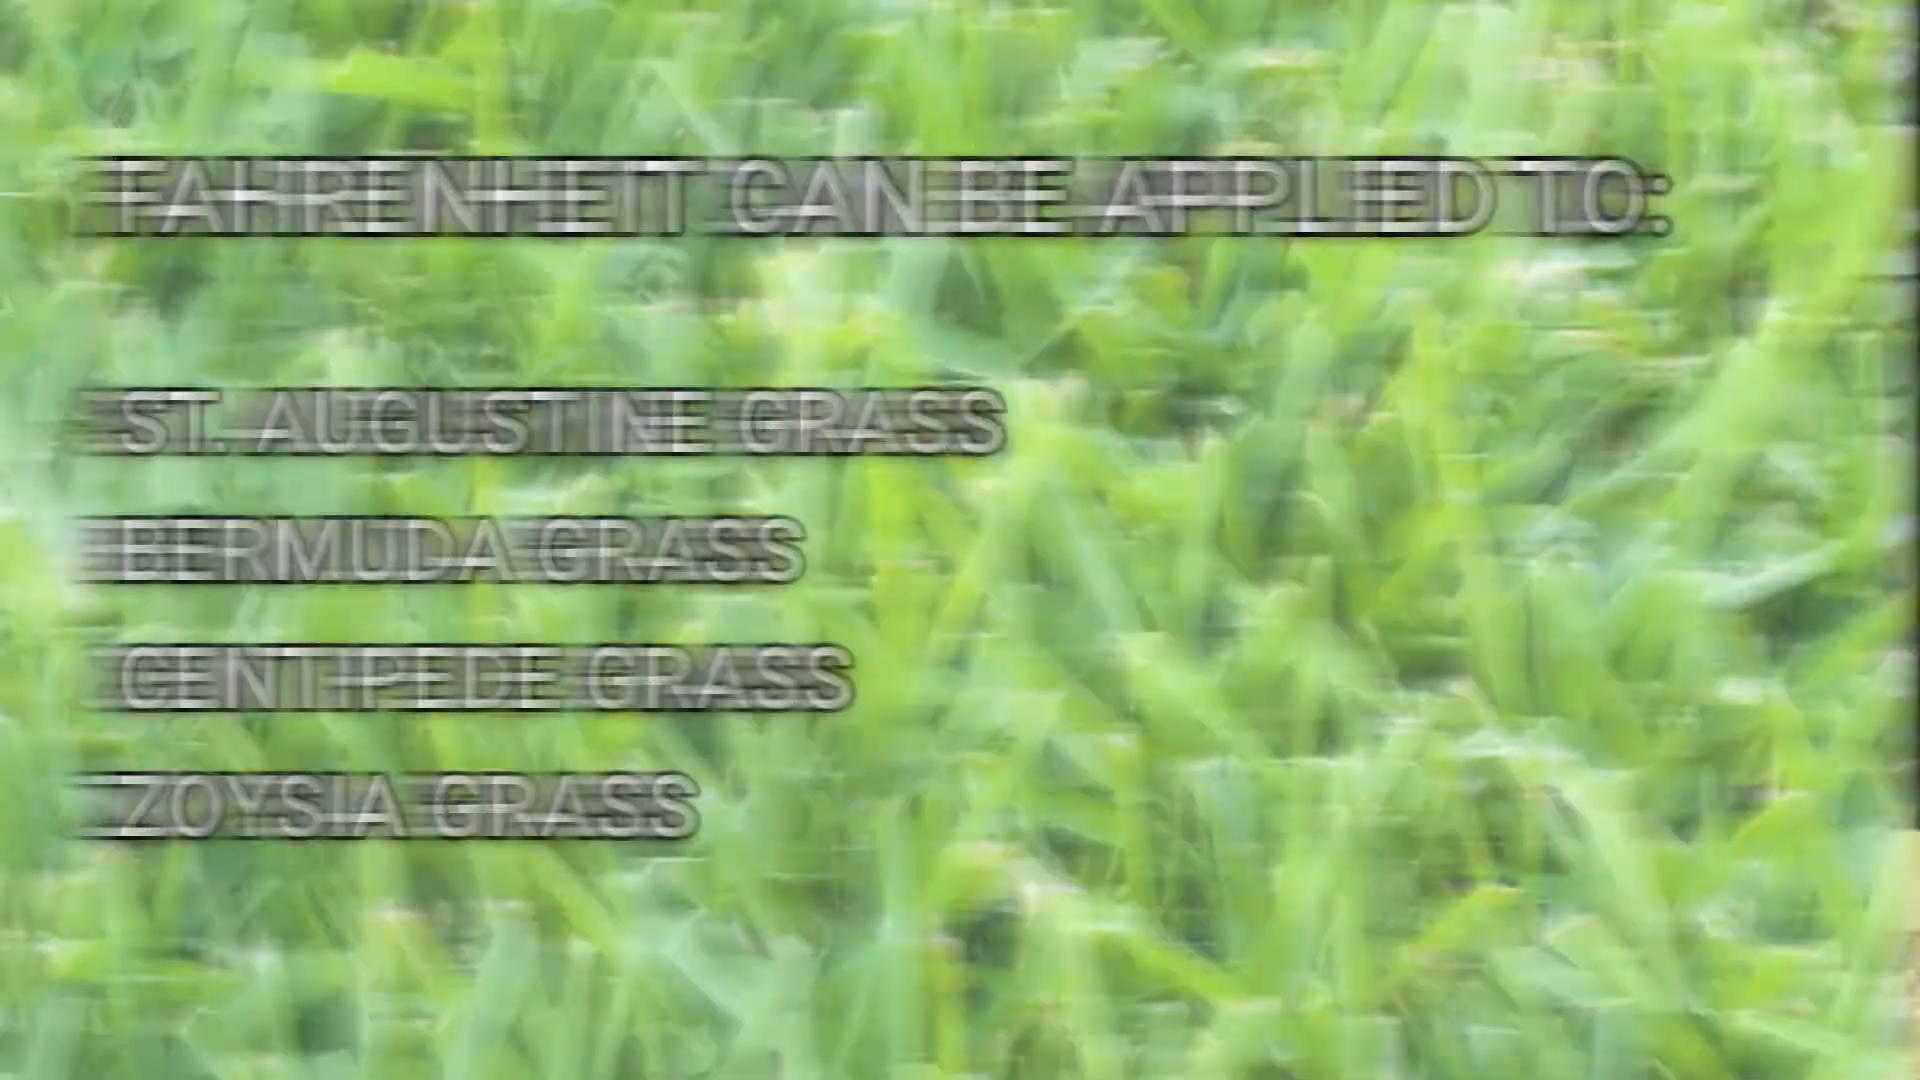 FAHRENHEIT CAN BE APPLIED TO:
ST. AUGUSTINE GRASS
BERMUDA GRASS
CENTIPEDE GRASS
ZOYSIA GRASS